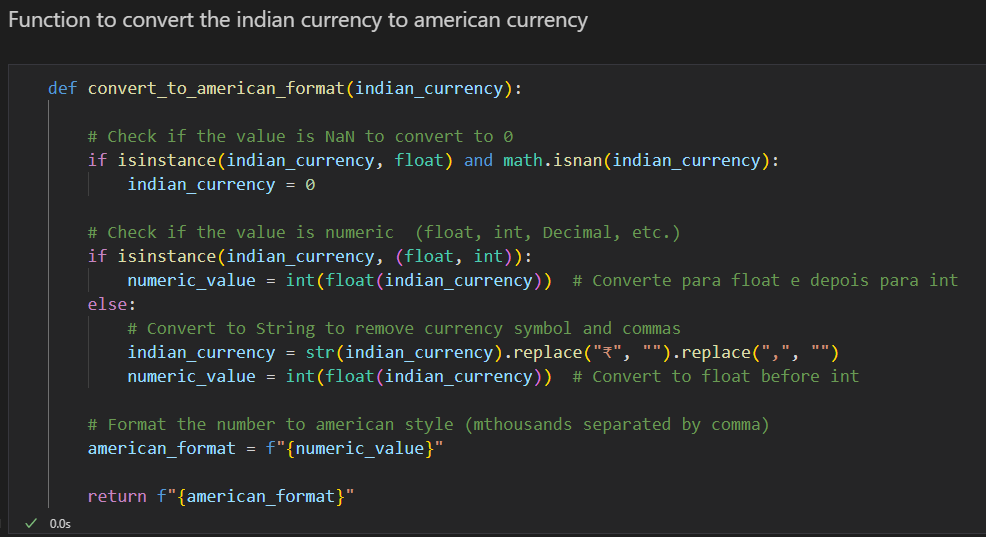 Function to convert the indian currency to american currency
def convert_to_american_format(indian_currency):
# Check if the value is NaN to convert to 0
if isinstance(indian_currency, float) and math.isnan(indian_currency):
indian_currency = 0
# Check if the value is numeric  (float, int, Decimal, etc.)
if isinstance(indian_currency, (float, int)):
numeric_value = int(float(indian_currency))  # Converte para float e depois para int
else:
# Convert to String to remove currency symbol and commas
indian_currency = str(indian_currency).replace("₹", "").replace(",", "")
numeric_value = int(float(indian_currency))  # Convert to float before int
# Format the number to american style (mthousands separated by comma)
american_format = f"{numeric_value}"
return f"{american_format}"
✓ 0.0s